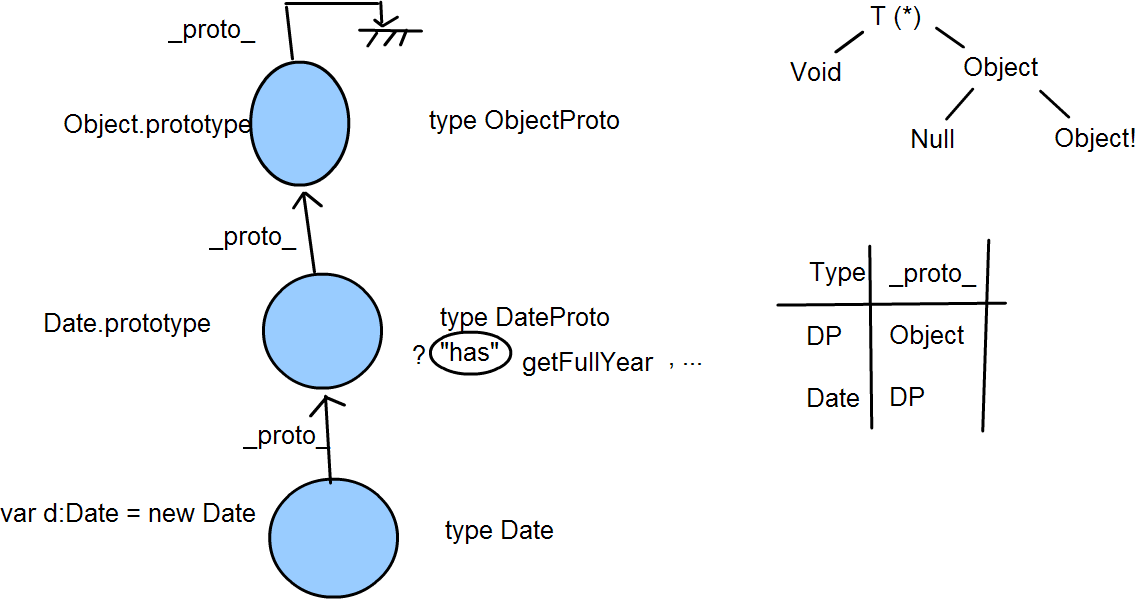 _proto_
Object.prototype
type ObjectProto
_proto_
Date.prototype
type DateProto
? "has" getFullYear , ...
_proto_
var d:Date = new Date
type Date
T (*)
Void
Object
Null
Object!
Type _proto_
DP Object
Date DP